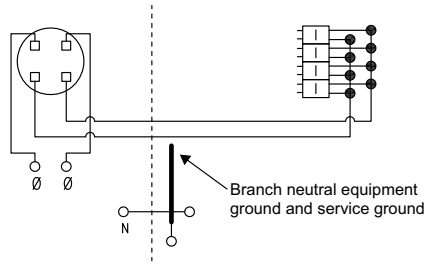 Ø Ø
Branch neutral equipment
ground and service ground
N